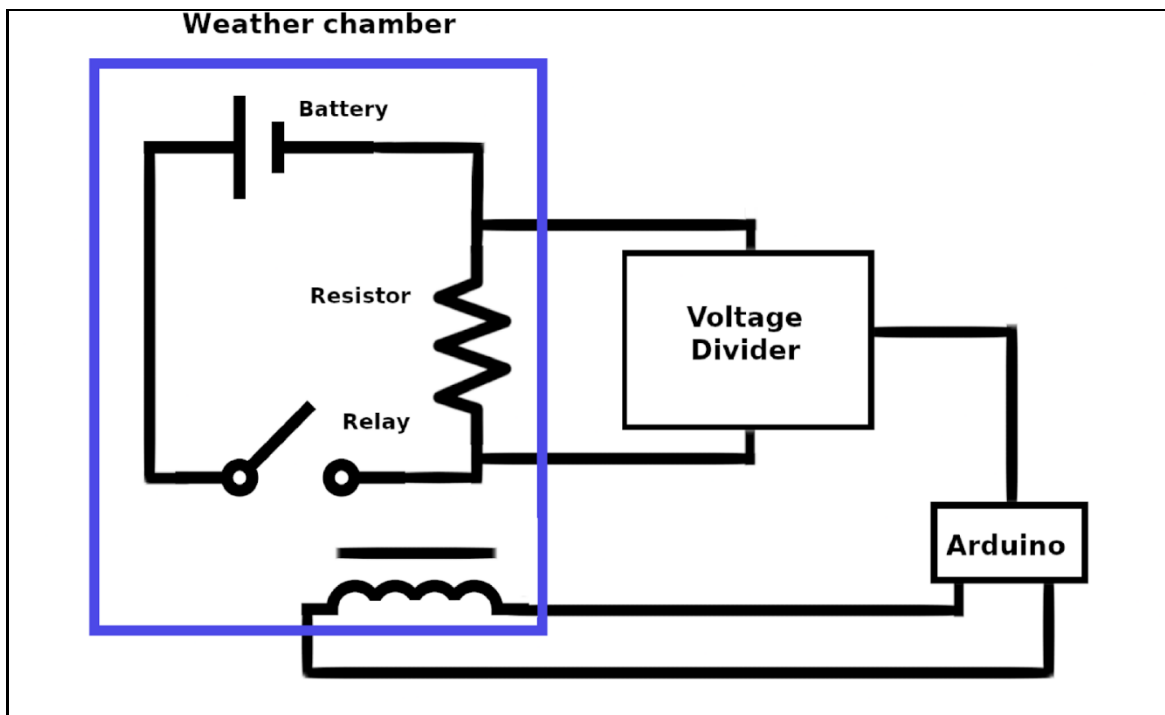 Weather chamber
Battery
Resistor
Voltage
Divider
Relay
Arduino